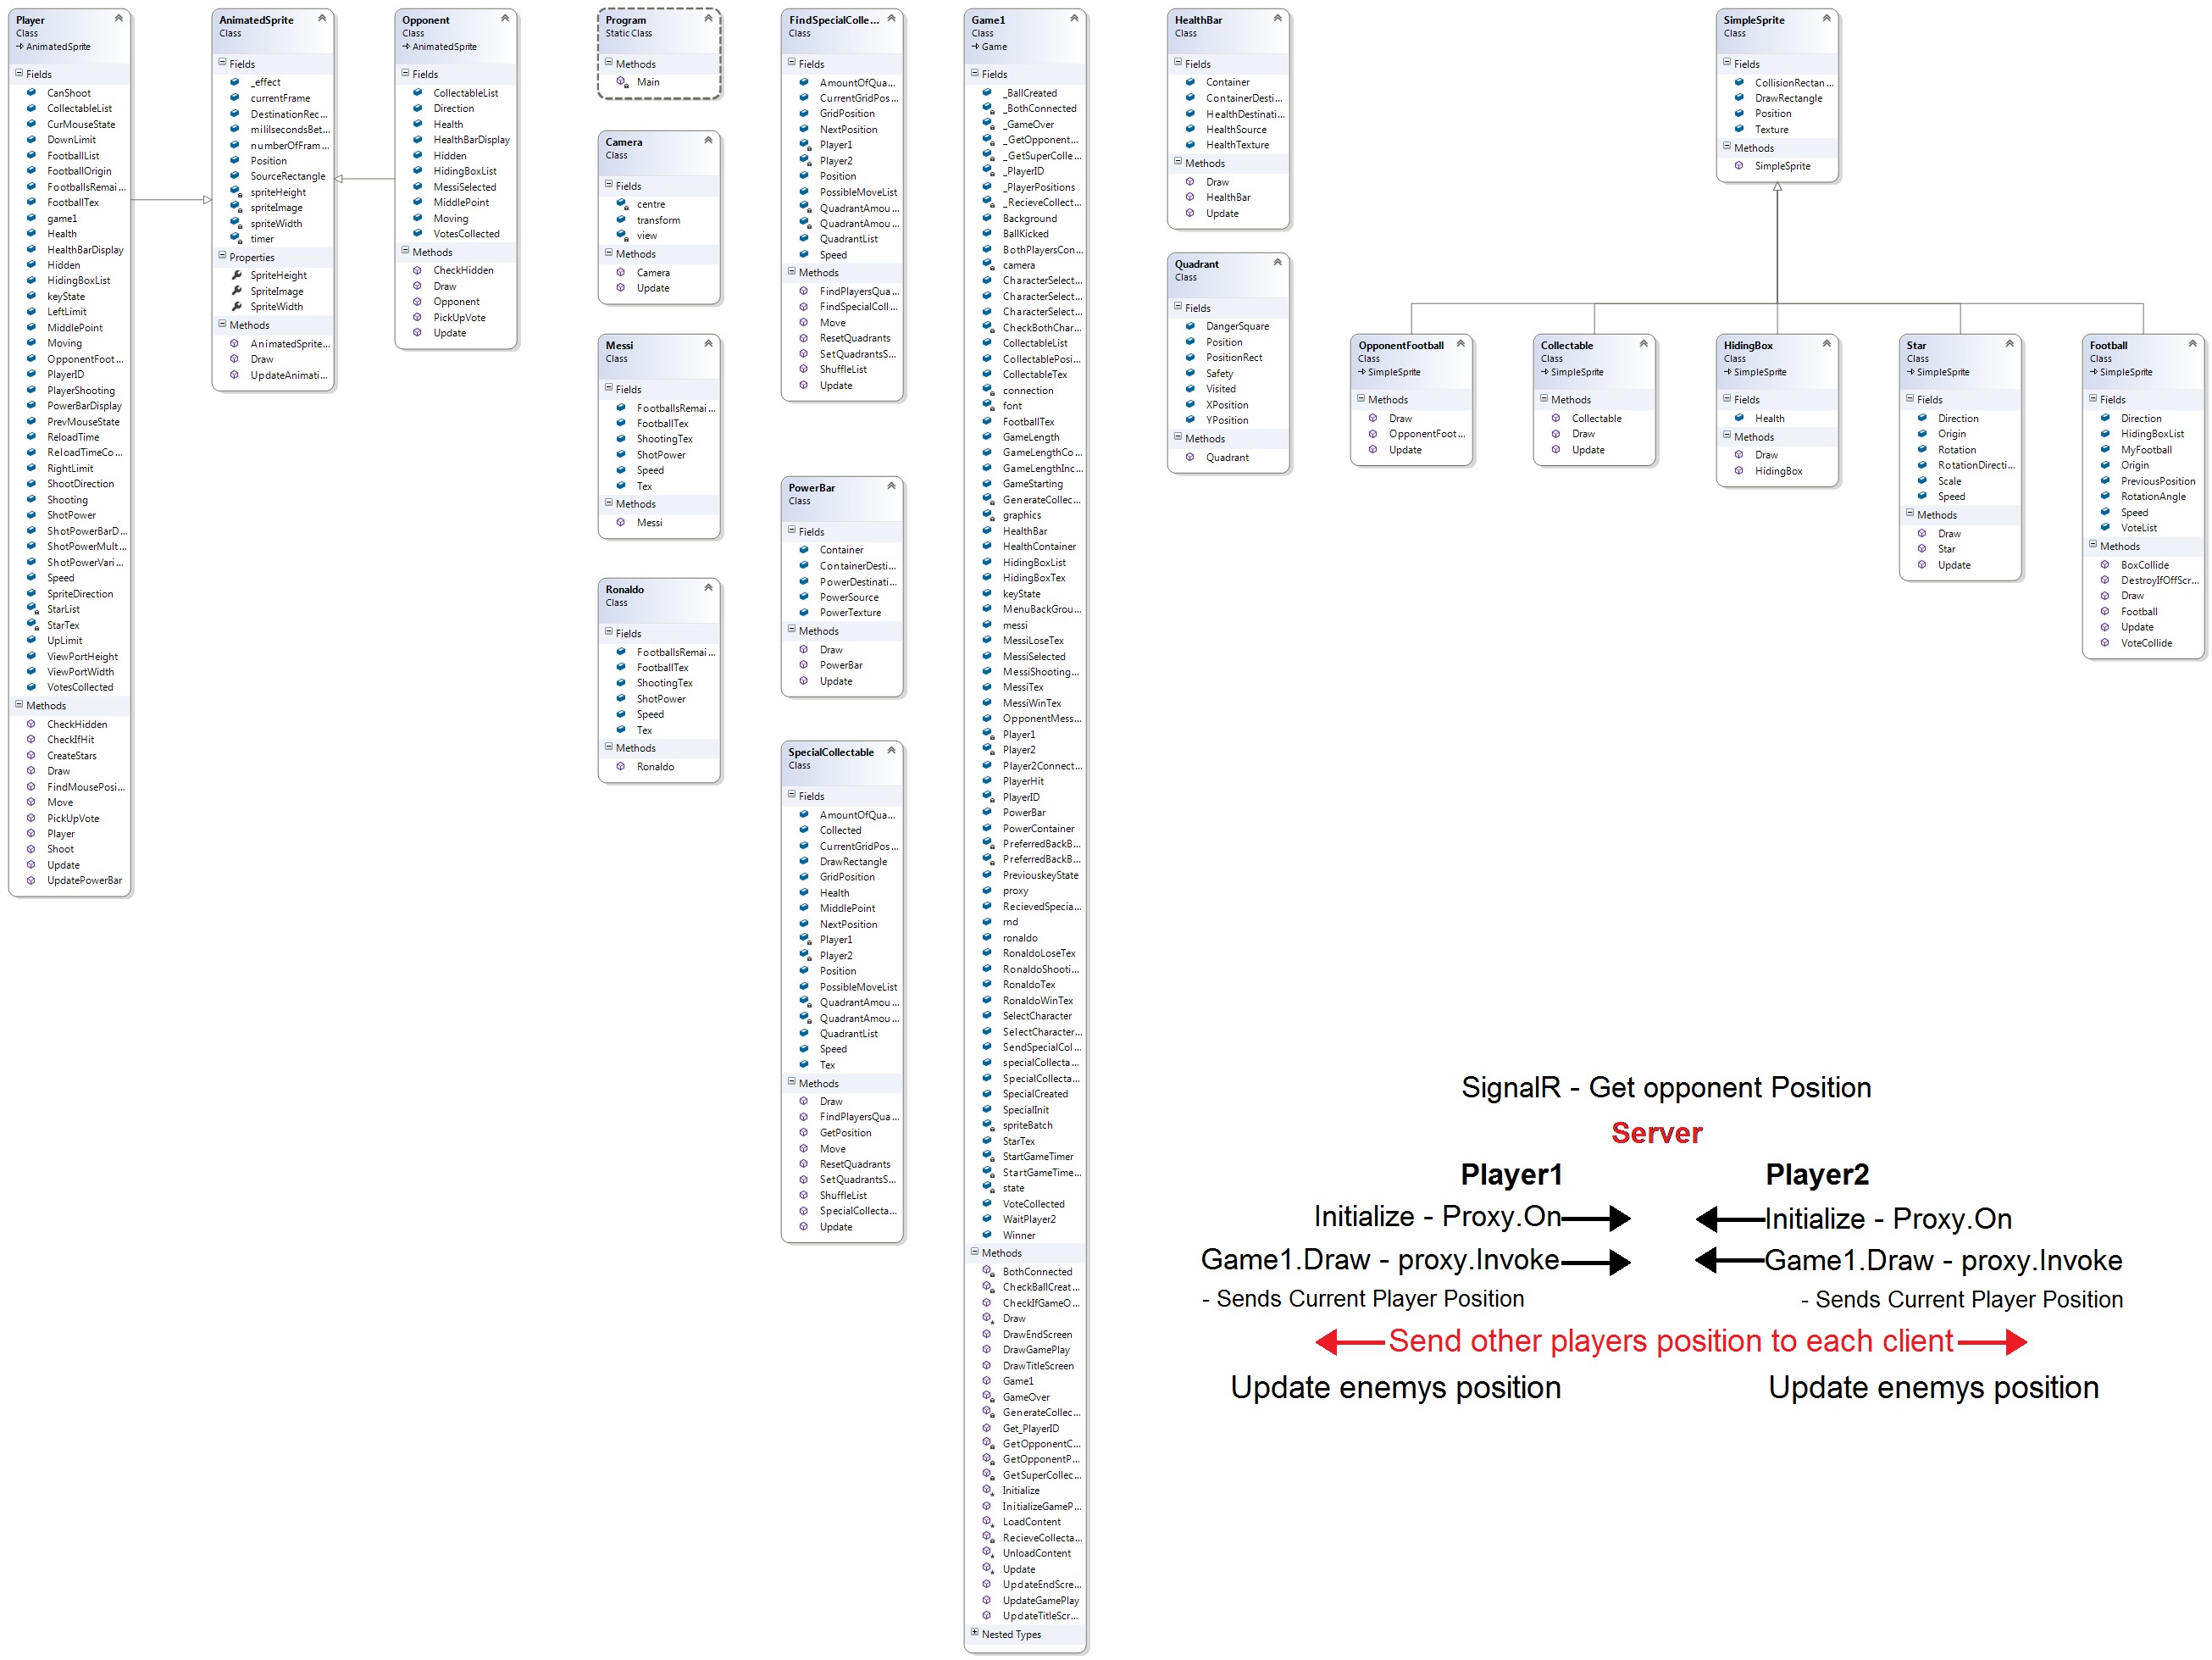 Player
Class
AnimatedSprite
Fields
CanShoot
CollectableList
CurMouseState
DownLimit
FootballList
FootballOrigin
FootballsRemai...
FootballTex
game1
Health
HealthBarDisplay
Hidden
HidingBoxList
keyState
LeftLimit
MiddlePoint
Moving
OpponentFoot...
PlayerID
PlayerShooting
PowerBarDisplay
PrevMouseState
ReloadTime
ReloadTimeCo...
RightLimit
ShootDirection
Shooting
ShotPower
ShotPowerBarD...
ShotPowerMult...
ShotPowerVari...
Speed
SpriteDirection
StarList
StarTex
UpLimit
ViewPortHeight
ViewPortWidth
VotesCollected
Methods
CheckHidden
CheckIfHit
CreateStars
Draw
FindMousePosi...
Move
PickUpVote
Player
Shoot
Update
UpdatePowerBar
AnimatedSprite
Class
Fields
_effect
currentFrame
DestinationRec...
mililsecondsBet...
numberOfFram...
Position
SourceRectangle
spriteHeight
spriteImage
spriteWidth
timer
Properties
SpriteHeight
SpriteImage
SpriteWidth
Methods
AnimatedSprite...
Draw
UpdateAnimati...
Opponent
Class
AnimatedSprite
Fields
CollectableList
Direction
Health
HealthBarDisplay
Hidden
HidingBoxList
MessiSelected
MiddlePoint
Moving
VotesCollected
Methods
CheckHidden
Draw
Opponent
PickUpVote
Update
Program
Static Class
Methods
Main
Camera
Class
Fields
centre
transform
view
Methods
Camera
Update
Messi
Class
Fields
FootballsRemai...
FootballTex
ShootingTex
ShotPower
Speed
Tex
Methods
Messi
Ronaldo
Class
Fields
FootballsRemai...
FootballTex
ShootingTex
ShotPower
Speed
Tex
Methods
Ronaldo
FindSpecialColle...
Class
Fields
AmountOfQua...
CurrentGridPos...
GridPosition
NextPosition
Player1
Player2
Position
PossibleMoveList
QuadrantAmou...
QuadrantAmou...
QuadrantList
Speed
Methods
FindPlayersQua...
FindSpecialColl...
Move
ResetQuadrants
SetQuadrantsS...
ShuffleList
Update
PowerBar
Class
Fields
Container
ContainerDesti...
PowerDestinati...
PowerSource
PowerTexture
Methods
Draw
PowerBar
Update
SpecialCollectable
Class
Fields
AmountOfQua...
Collected
CurrentGridPos...
DrawRectangle
GridPosition
Health
MiddlePoint
NextPosition
Player1
Player2
Position
PossibleMoveList
QuadrantAmou...
QuadrantAmou...
QuadrantList
Speed
Tex
Methods
Draw
FindPlayersQua...
GetPosition
Move
ResetQuadrants
SetQuadrantsS...
ShuffleList
SpecialCollecta...
Update
Game1
Class
Game
Fields
_BallCreated
_BothConnected
_GameOver
_GetOpponent...
_GetSuperColle...
_PlayerID
_PlayerPositions
_RecieveCollect...
Background
BallKicked
BothPlayersCon...
camera
CharacterSelect...
CharacterSelect...
CharacterSelect...
CheckBothChar...
CollectableList
CollectablePosi...
CollectableTex
connection
font
FootballTex
GameLength
GameLengthCo...
GameLengthInc...
GameStarting
GenerateCollec...
graphics
HealthBar
HealthContainer
HidingBoxList
HidingBoxTex
keyState
MenuBackGrou...
messi
MessiLoseTex
MessiSelected
MessiShooting...
MessiTex
MessiWinTex
OpponentMess...
Player1
Player2
Player2Connect...
PlayerHit
PlayerID
PowerBar
PowerContainer
PreferredBackB...
PreferredBackB...
PreviouskeyState
proxy
RecievedSpecia...
rnd
ronaldo
RonaldoLoseTex
RonaldoShooti...
RonaldoTex
RonaldoWinTex
SelectCharacter
SelectCharacter...
SendSpecialCol...
specialCollecta...
SpecialCollecta...
SpecialCreated
SpecialInit
spriteBatch
StarTex
StartGameTimer
StartGameTime...
state
VoteCollected
WaitPlayer2
Winner
Methods
BothConnected
CheckBallCreat...
CheckIfGameO...
Draw
DrawEndScreen
DrawGamePlay
DrawTitleScreen
Game1
GameOver
GenerateCollec...
Get_PlayerID
GetOpponentC...
GetOpponentP...
GetSuperCollec...
Initialize
InitializeGameP...
LoadContent
RecieveCollecta...
UnloadContent
Update
UpdateEndScre...
UpdateGamePlay
UpdateTitleScr...
Nested Types
HealthBar
Class
Fields
Container
ContainerDesti...
HealthDestinati...
HealthSource
HealthTexture
Methods
Draw
HealthBar
Update
Quadrant
Class
Fields
DangerSquare
Position
PositionRect
Safety
Visited
XPosition
YPosition
Methods
Quadrant
SimpleSprite
Class
Fields
CollisionRectan...
DrawRectangle
Position
Texture
Methods
SimpleSprite
OpponentFootball
Class
SimpleSprite
Methods
Draw
OpponentFoot...
Update
Collectable
Class
SimpleSprite
Methods
Collectable
Draw
Update
HidingBox
Class
SimpleSprite
Fields
Health
Methods
Draw
HidingBox
Star
Class
SimpleSprite
Fields
Direction
Origin
Rotation
RotationDirecti...
Scale
Speed
Methods
Draw
Star
Update
Football
Class
SimpleSprite
Fields
Direction
HidingBoxList
MyFootball
Origin
PreviousPosition
RotationAngle
Speed
VoteList
Methods
BoxCollide
DestroyIfOffScr...
Draw
Football
Update
VoteCollide
SignalR - Get opponent Position
Server
Player1 Player2
Initialize - Proxy.On Initialize - Proxy.On
Game1.Draw - proxy.Invoke Game1.Draw - proxy.Invoke
- Sends Current Player Position - Sends Current Player Position
Send other players position to each client
Update enemys position Update enemys position